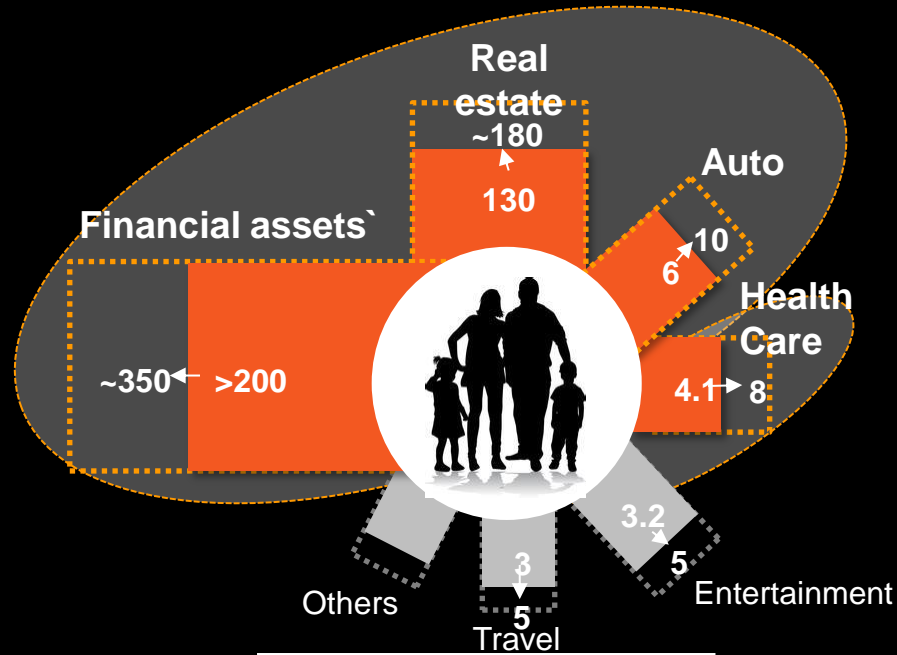 Real
estate
~180
130
Auto
10
6
Financial assets`
Health
Care
~350
>200
4.1
8
3.2
5
Entertainment
3
5
Others
Travel